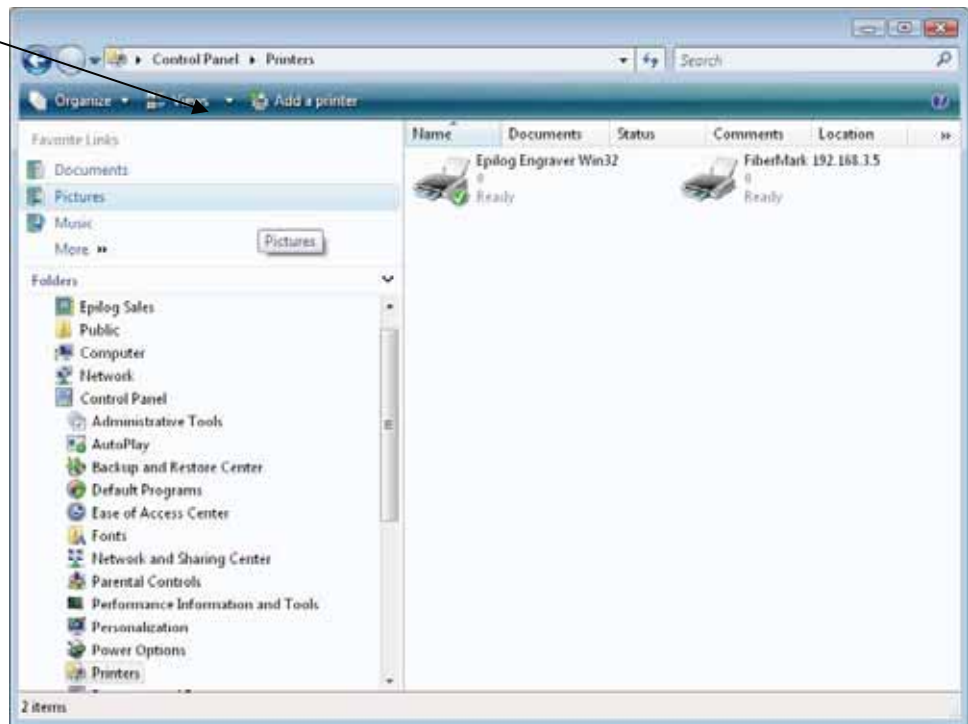 Control Panel ▸ Printers
Search
Organize Views Add a printer
Favorite Links
Documents
Pictures
Music
More »
Pictures
Folders
Epilog Sales
Public
Computer
Network
Control Panel
Administrative Tools
AutoPlay
Backup and Restore Center
Default Programs
Ease of Access Center
Fonts
Network and Sharing Center
Parental Controls
Performance Information and Tools
Personalization
Power Options
Printers
Name Documents Status Comments Location »
Epilog Engraver Win32
0
Ready
FiberMark 192.168.3.5
0
Ready
2 items